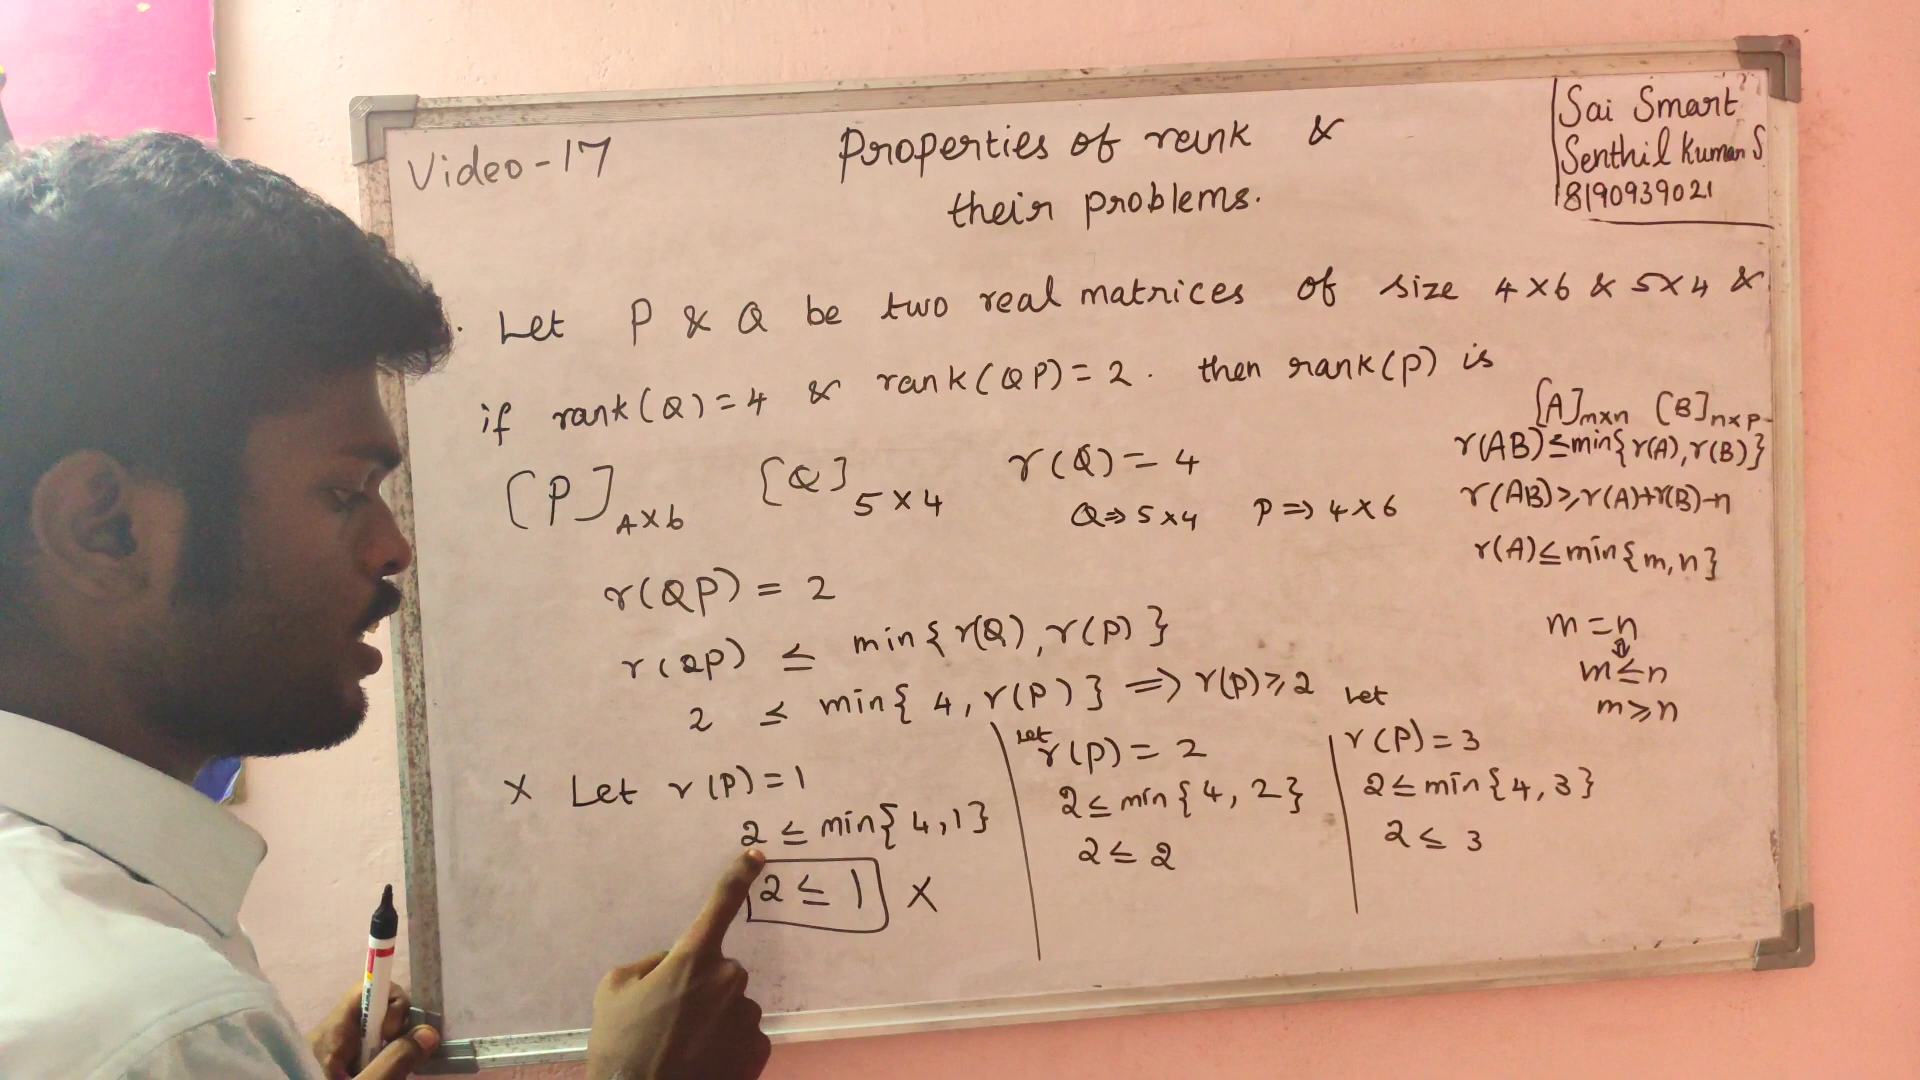 Video-17
Properties of rank &
their problems.
Sai Smart
Senthil Kumar S
8190939021
Let P & Q be two real matrices of size 4×6 & 5×4 &
if rank(Q)=4 & rank(QP)=2. then rank(P) is
[A]m×n [B]n×p
r(AB)≤min{r(A),r(B)}
r(AB)≥r(A)+r(B)-n
r(A)≤min{m,n}
[P]4×6 [Q]5×4 r(Q)=4
Q⇒5×4 P⇒4×6
r(QP)=2
r(QP) ≤ min{r(Q),r(P)}
2 ≤ min{4,r(P)} ⇒ r(P)≥2
m=n
⇕
m≤n
m≥n
X Let r(P)=1
2 ≤ min{4,1}
2 ≤ 1 X
Let
r(P)=2
2≤min{4,2}
2≤2
Let
r(P)=3
2≤min{4,3}
2≤3